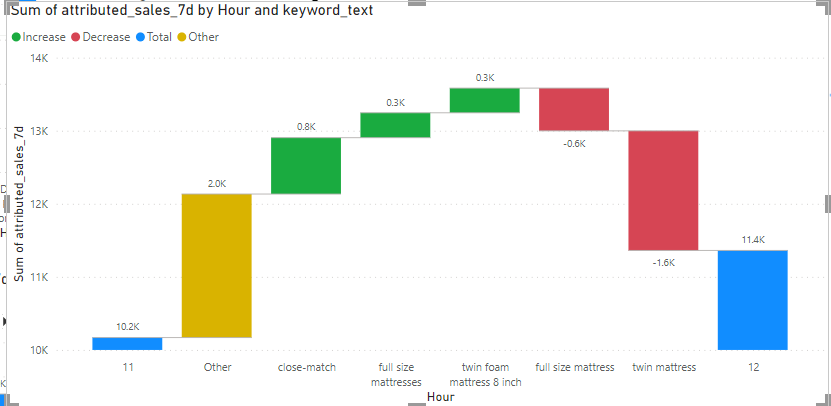 Sum of attributed_sales_7d by Hour and keyword_text
Increase Decrease Total Other
Sum of attributed_sales_7d
14K
13K
12K
11K
10K
10.2K
2.0K
0.8K
0.3K
0.3K
-0.6K
-1.6K
11.4K
11
Other
close-match
full size
mattresses
twin foam
mattress 8 inch
full size mattress
twin mattress
12
Hour